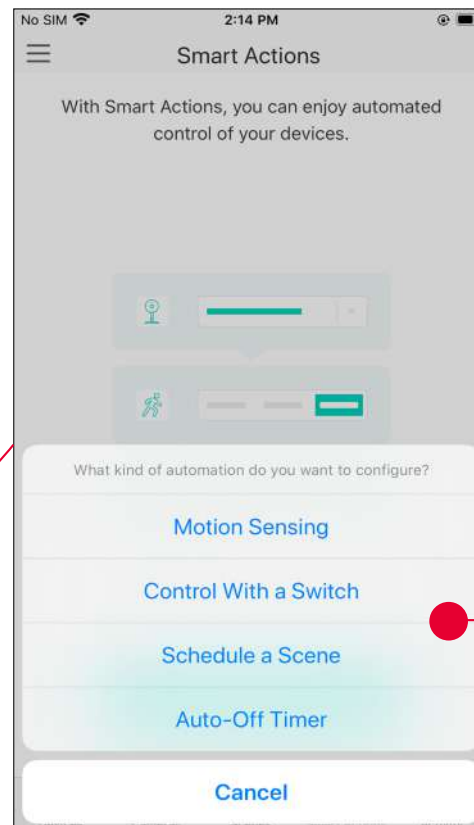 No SIM 2:14 PM
Smart Actions
With Smart Actions, you can enjoy automated
control of your devices.
What kind of automation do you want to configure?
Motion Sensing
Control With a Switch
Schedule a Scene
Auto-Off Timer
Cancel